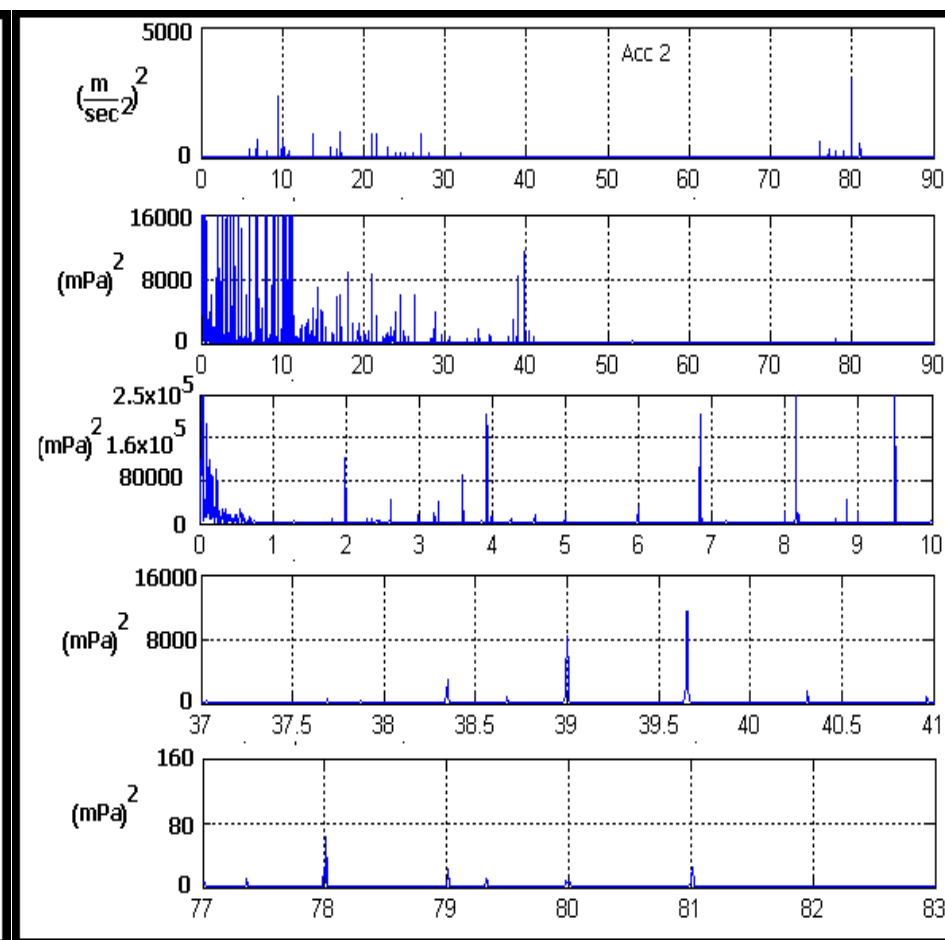 5000
Acc 2
(m/sec2)2
0
0 10 20 30 40 50 60 70 80 90
16000
(mPa)2 8000
0
0 10 20 30 40 50 60 70 80 90
2.5x105
(mPa)2 1.6x105
80000
0
0 1 2 3 4 5 6 7 8 9 10
16000
(mPa)2 8000
0
37 37.5 38 38.5 39 39.5 40 40.5 41
160
(mPa)2 80
0
77 78 79 80 81 82 83